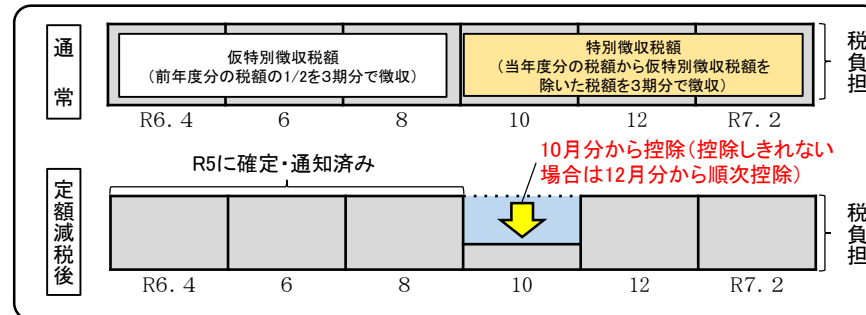 通常
仮特別徴収税額
(前年度分の税額の1/2を3期分で徴収)
特別徴収税額
(当年度分の税額から仮特別徴収税額を
除いた税額を3期分で徴収)
税負担
R6.4 6 8 10 12 R7.2
定額減税後
R5に確定・通知済み
10月分から控除(控除しきれない
場合は12月分から順次控除)
税負担
R6.4 6 8 10 12 R7.2